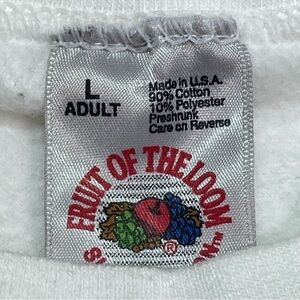 L
ADULT
Made in U.S.A.
90% Cotton
10% Polyester
Preshrunk
Care on Reverse
FRUIT OF THE LOOM
®